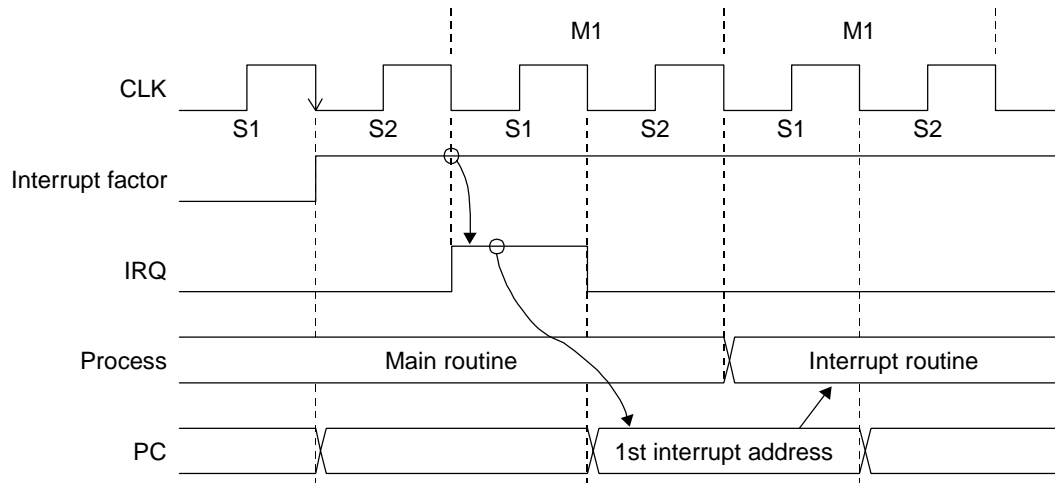 M1 M1
CLK
S1 S2 S1 S2 S1 S2
Interrupt factor
IRQ
Process Main routine Interrupt routine
PC 1st interrupt address